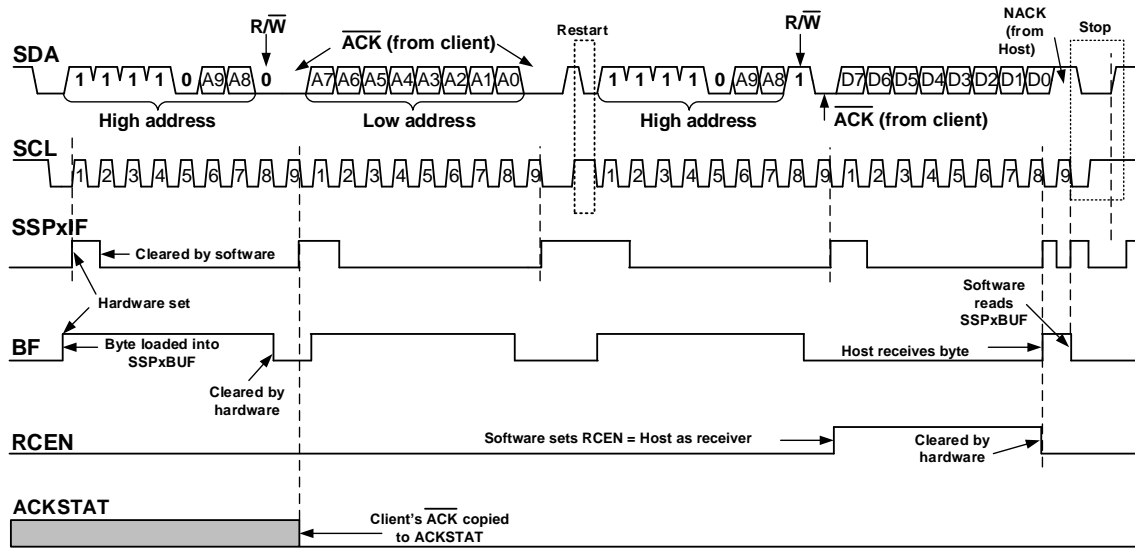 R/W
ACK (from client)
Restart
R/W
NACK
(from
Host)
Stop
SDA
1 1 1 1 0 A9 A8 0 A7 A6 A5 A4 A3 A2 A1 A0 1 1 1 1 0 A9 A8 1 D7 D6 D5 D4 D3 D2 D1 D0
High address
Low address
High address
ACK (from client)
SCL
1 2 3 4 5 6 7 8 9 1 2 3 4 5 6 7 8 9 1 2 3 4 5 6 7 8 9 1 2 3 4 5 6 7 8 9
SSPxIF
Cleared by software
Hardware set
Software
reads
SSPxBUF
BF
Byte loaded into
SSPxBUF
Host receives byte
Cleared by
hardware
RCEN
Software sets RCEN = Host as receiver
Cleared by
hardware
ACKSTAT
Client's ACK copied
to ACKSTAT